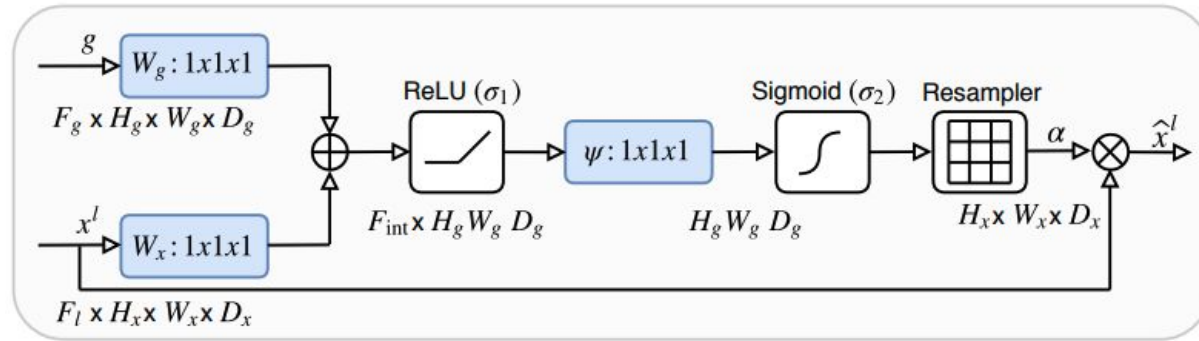 g
W_g : 1x1x1
F_g x H_g x W_g x D_g
ReLU (σ_1)
Sigmoid (σ_2)
Resampler
ψ : 1x1x1
α
x̂^l
F_int x H_g W_g D_g
H_g W_g D_g
H_x x W_x x D_x
x^l
W_x : 1x1x1
F_l x H_x x W_x x D_x